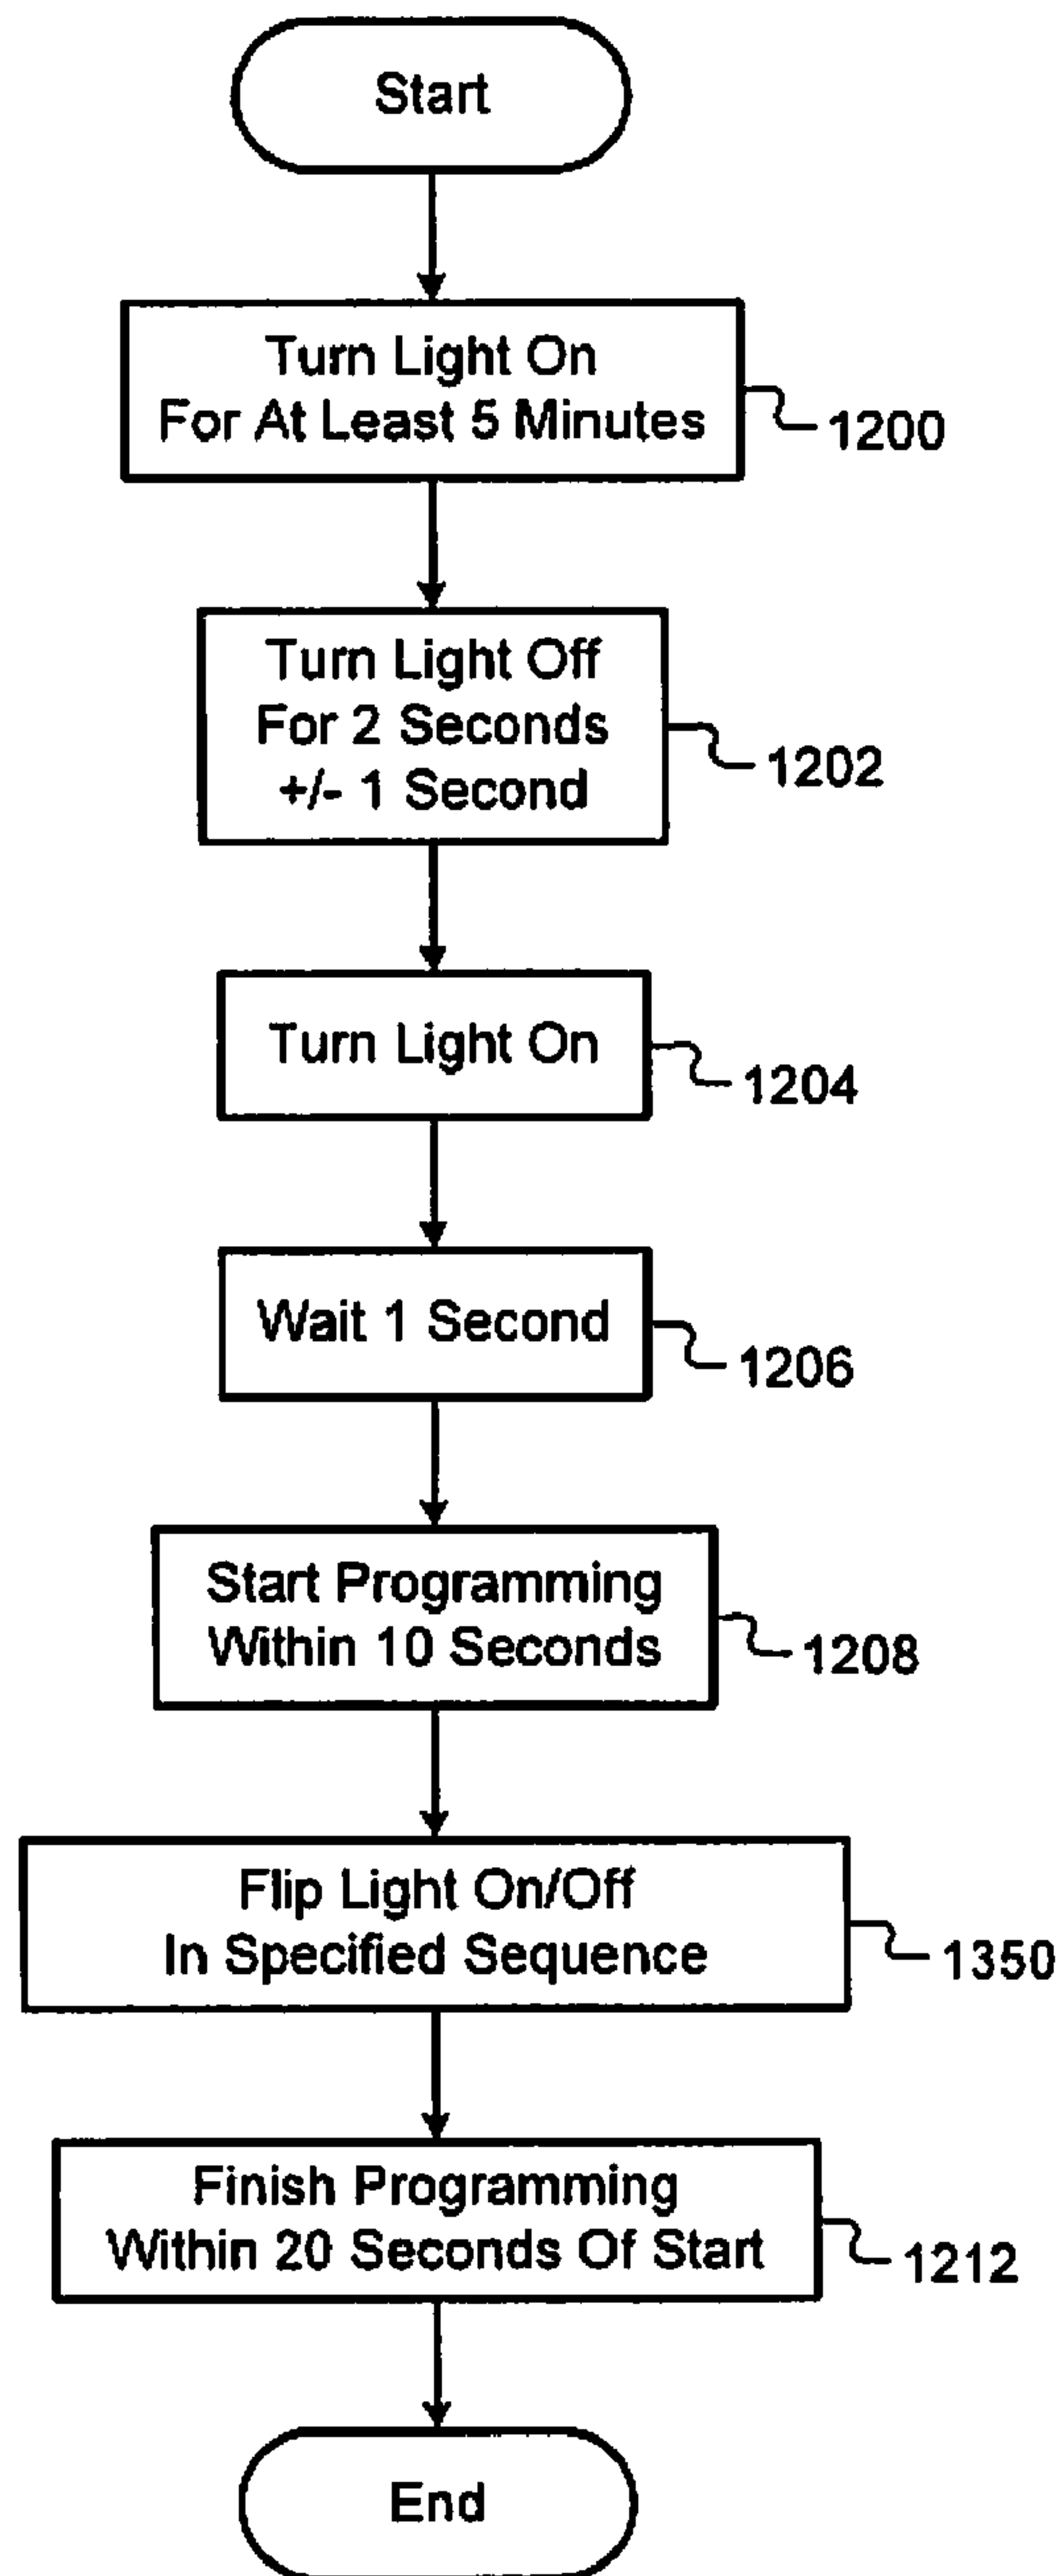 Start
Turn Light On
For At Least 5 Minutes
1200
Turn Light Off
For 2 Seconds
+/- 1 Second
1202
Turn Light On
1204
Wait 1 Second
1206
Start Programming
Within 10 Seconds
1208
Flip Light On/Off
In Specified Sequence
1350
Finish Programming
Within 20 Seconds Of Start
1212
End